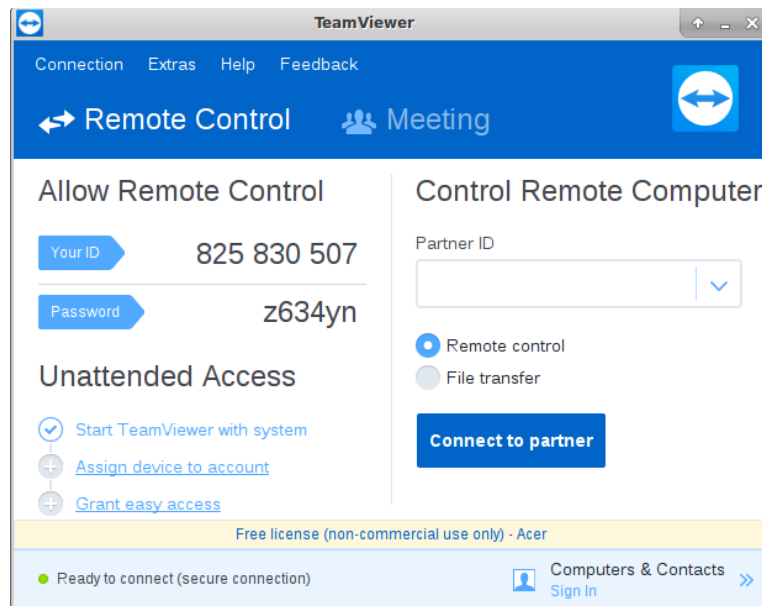 TeamViewer
Connection Extras Help Feedback
Remote Control Meeting
Allow Remote Control
Your ID 825 830 507
Password z634yn
Unattended Access
Start TeamViewer with system
Assign device to account
Grant easy access
Control Remote Computer
Partner ID
Remote control
File transfer
Connect to partner
Free license (non-commercial use only) - Acer
Ready to connect (secure connection)
Computers & Contacts
Sign In